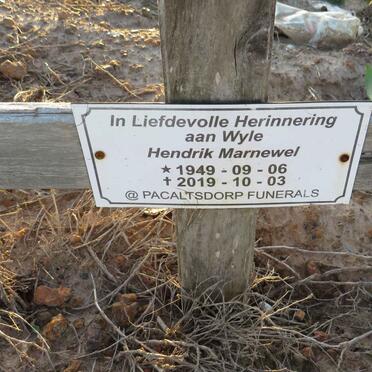 In Liefdevolle Herinnering
aan Wyle
Hendrik Marnewel
★ 1949 - 09 - 06
✝ 2019 - 10 - 03
@ PACALTSDORP FUNERALS